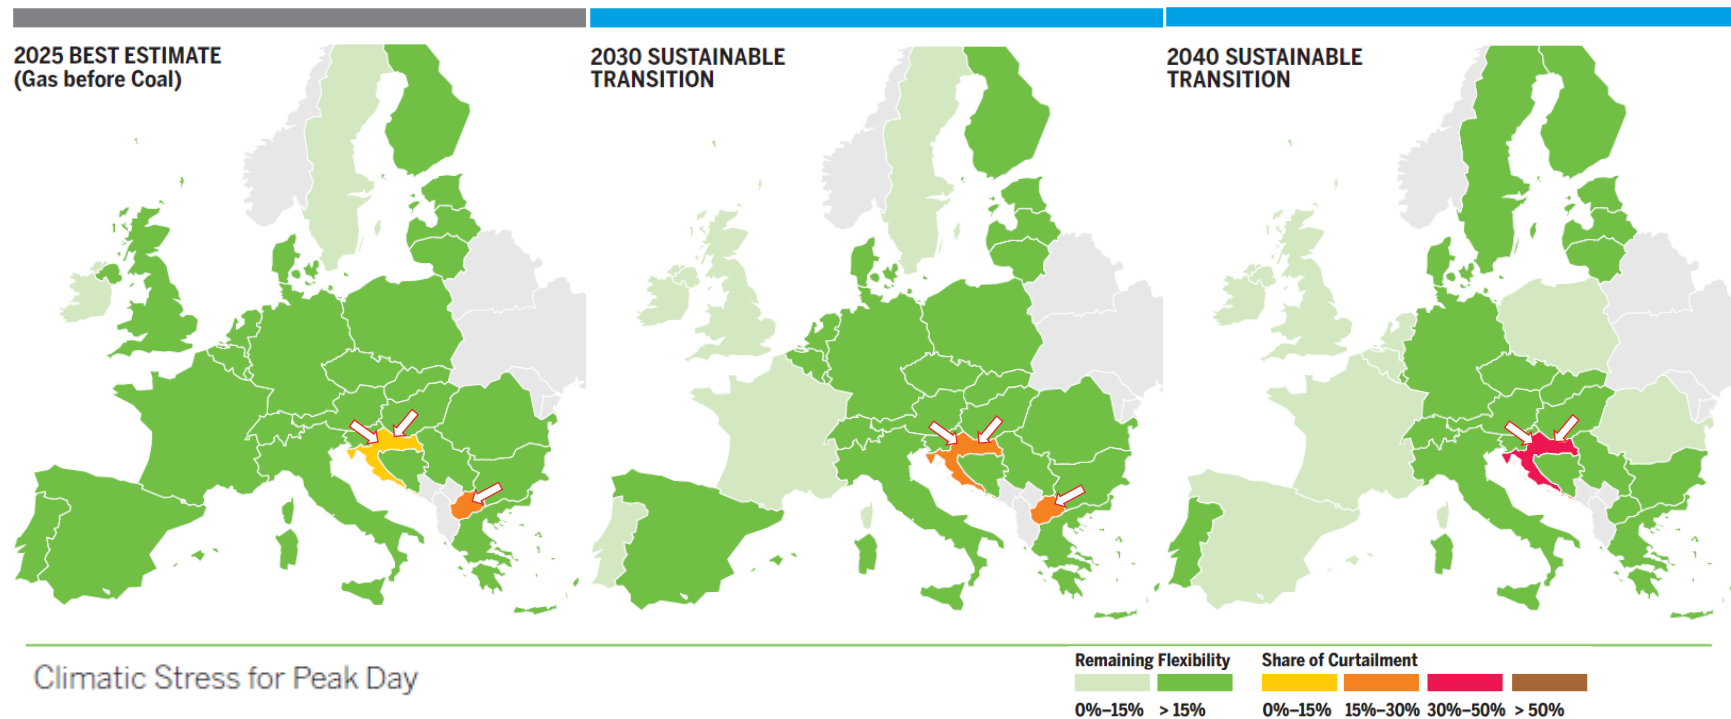 2025 BEST ESTIMATE
(Gas before Coal)
2030 SUSTAINABLE
TRANSITION
2040 SUSTAINABLE
TRANSITION
Climatic Stress for Peak Day
Remaining Flexibility
0%–15% > 15%
Share of Curtailment
0%–15% 15%–30% 30%–50% > 50%